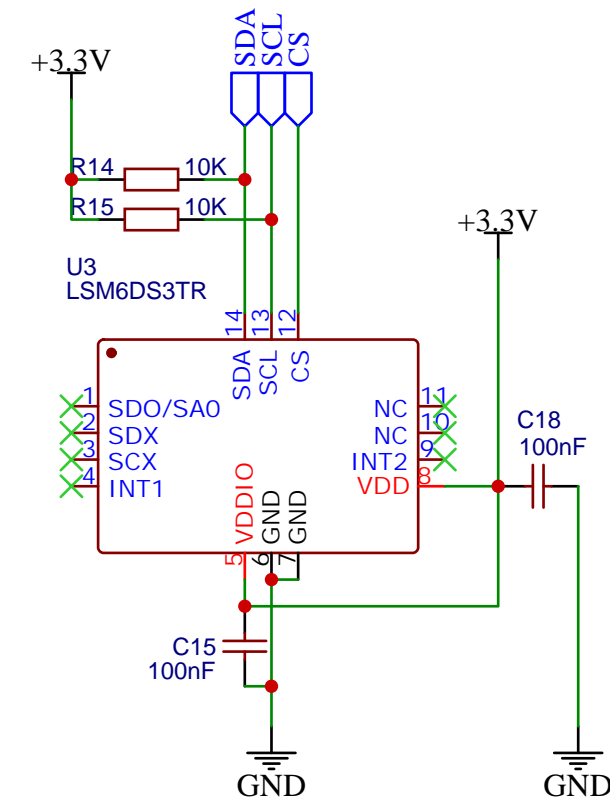 SDA
SCL
CS
+3.3V
R14 10K
R15 10K
+3.3V
U3
LSM6DS3TR
14
13
12
SDA
SCL
CS
1 SDO/SA0
2 SDX
3 SCX
4 INT1
NC 11
NC 10
INT2 9
VDD 8
C18
100nF
VDDIO
GND
GND
5
6
7
C15
100nF
GND
GND